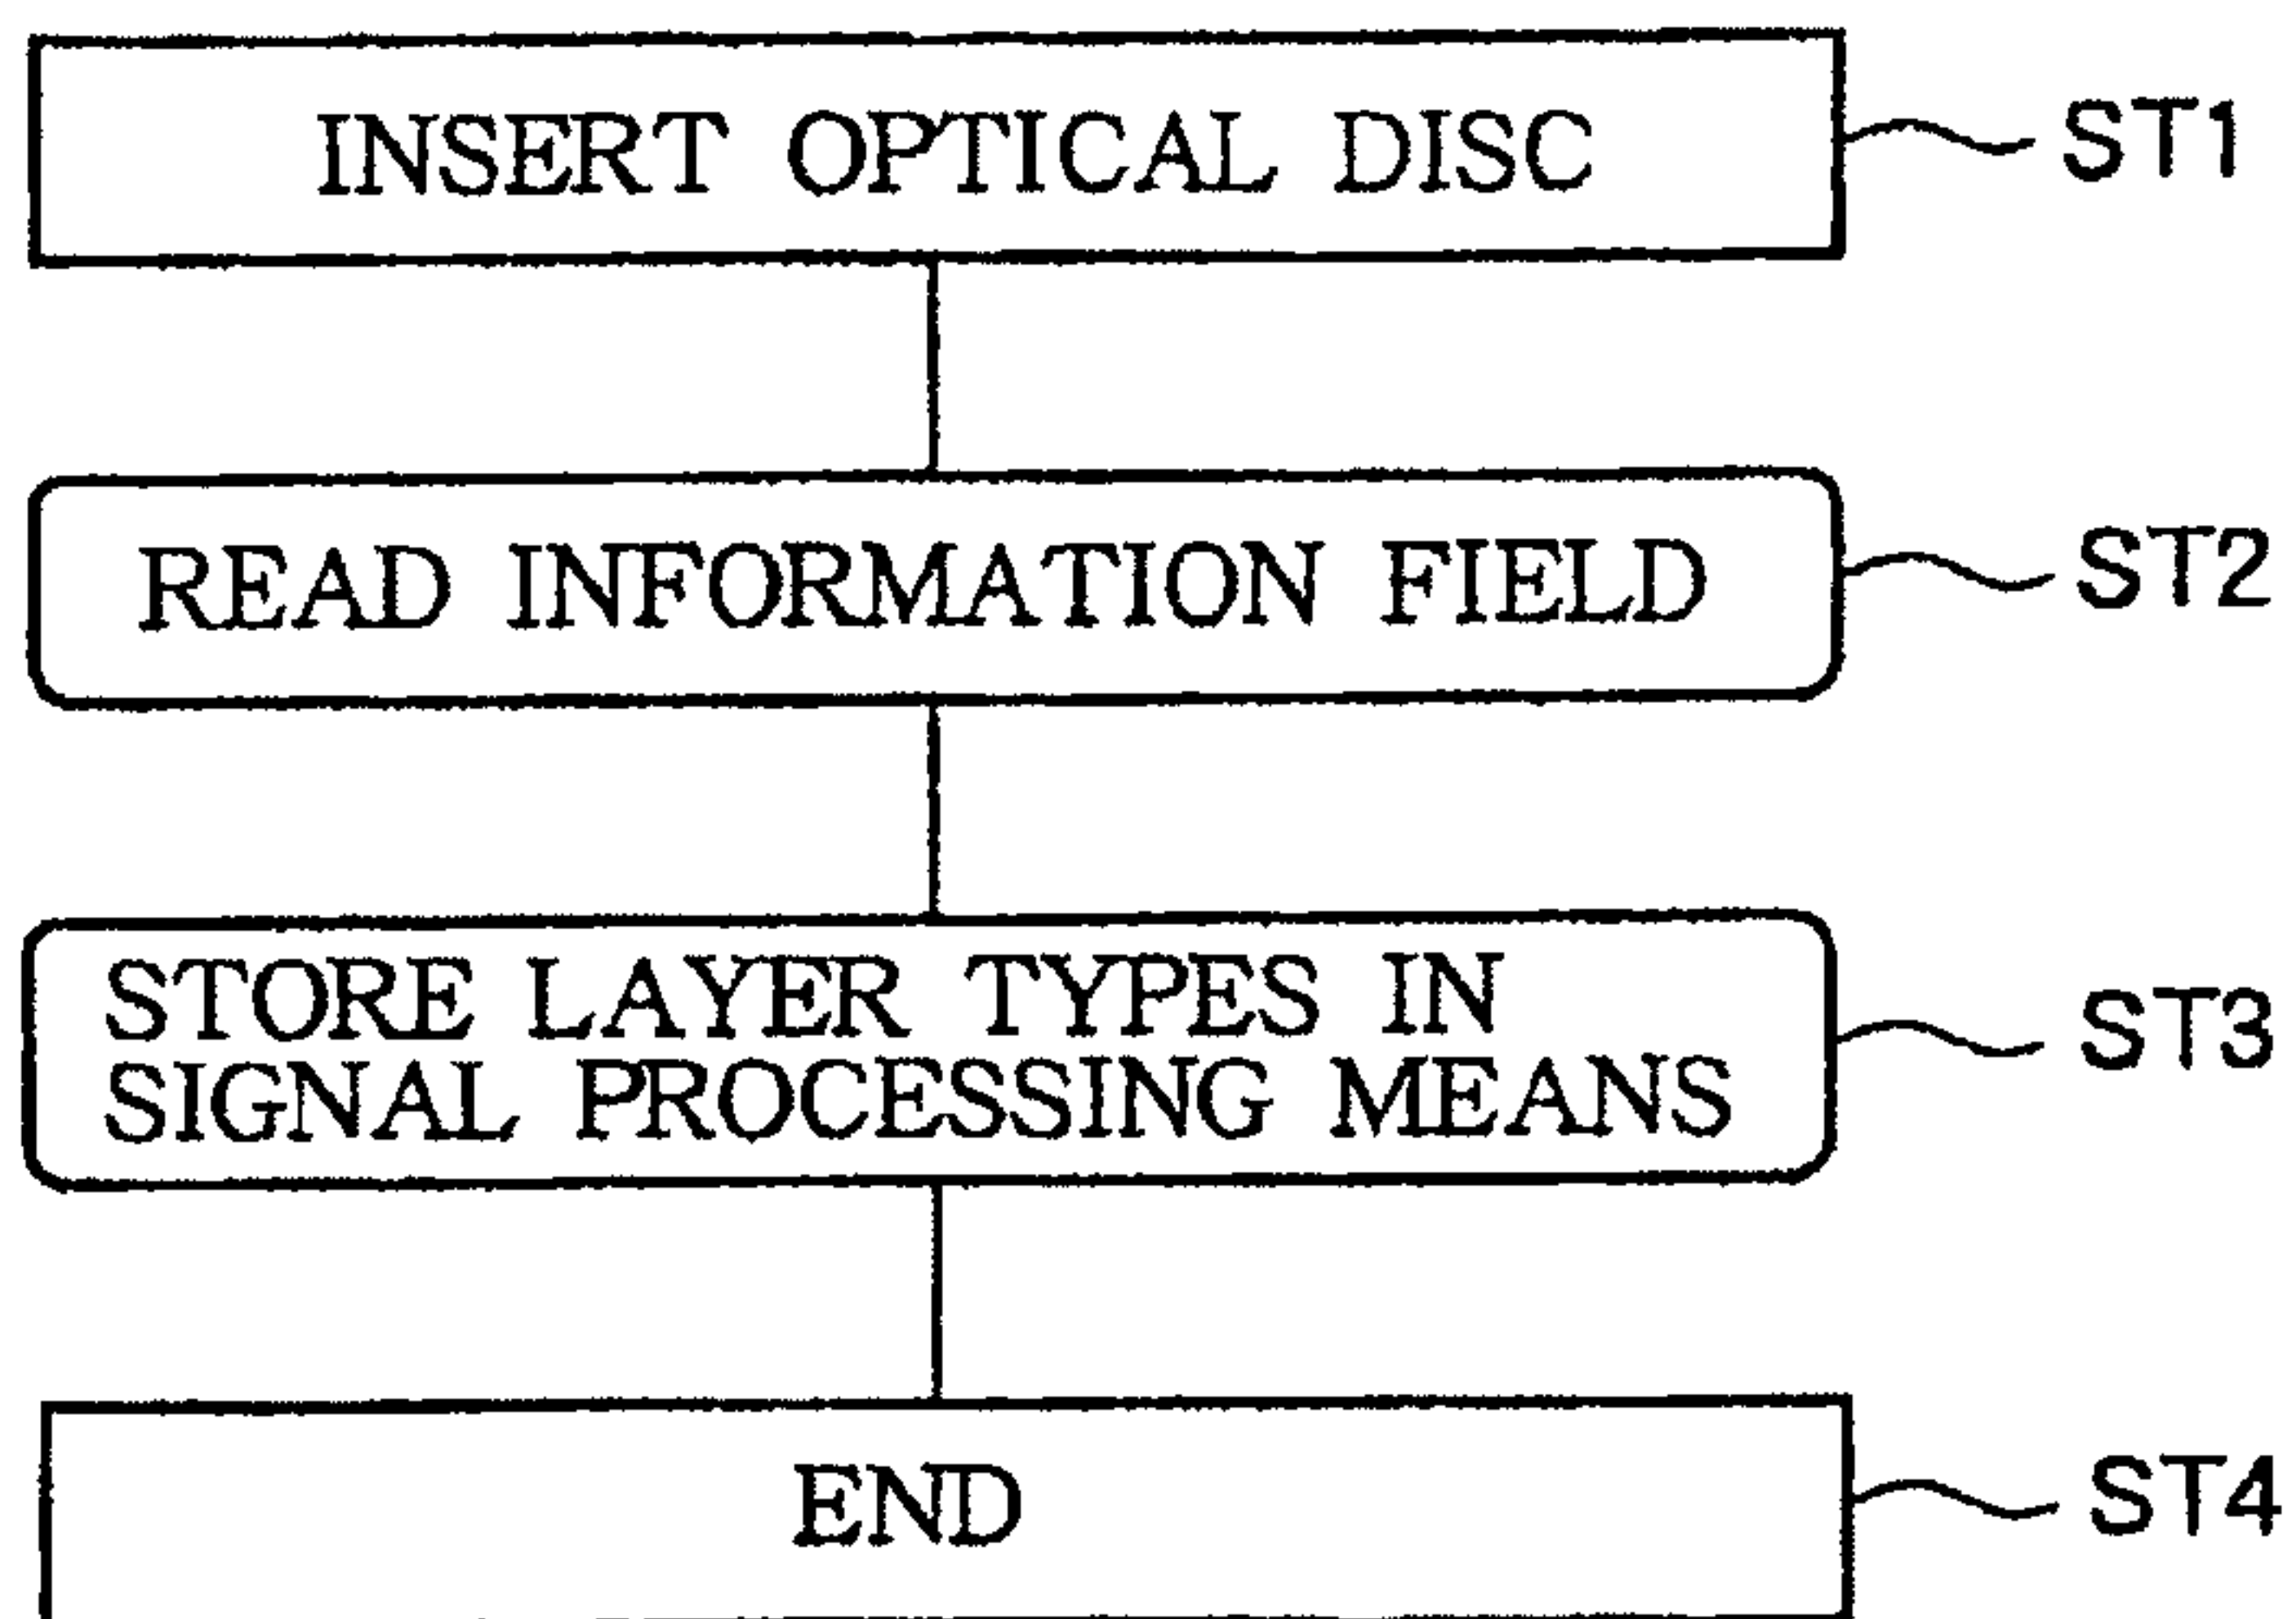 INSERT OPTICAL DISC ST1
READ INFORMATION FIELD ST2
STORE LAYER TYPES IN
SIGNAL PROCESSING MEANS ST3
END ST4